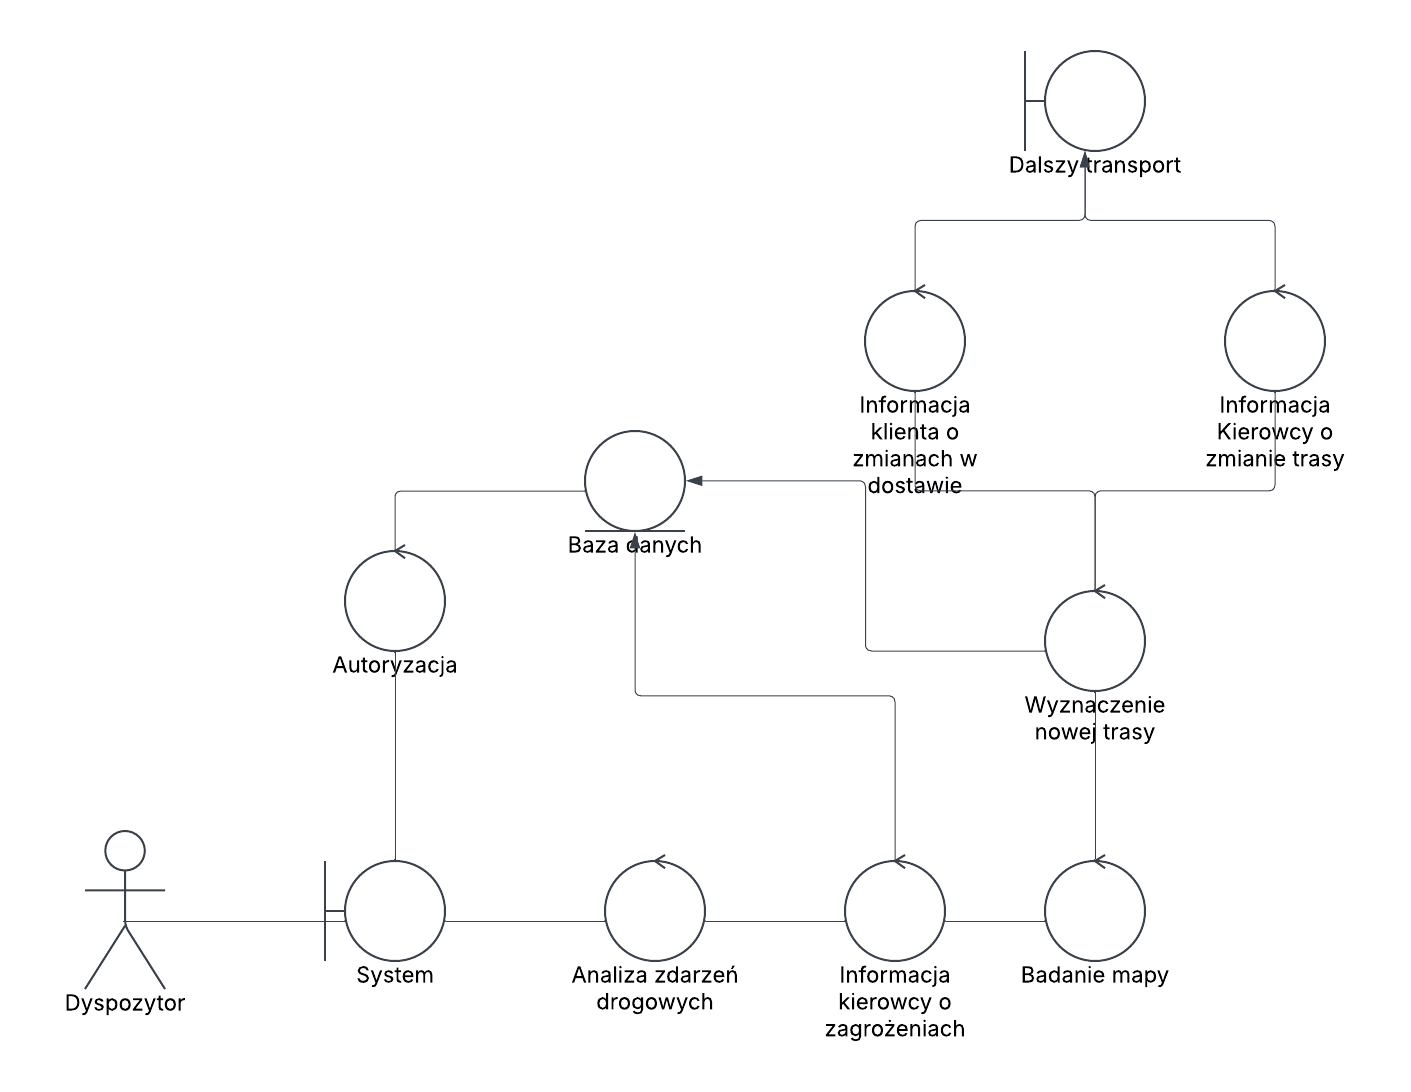 Dalszy transport
Informacja
klienta o
zmianach w
dostawie
Informacja
Kierowcy o
zmianie trasy
Baza danych
Autoryzacja
Wyznaczenie
nowej trasy
Dyspozytor
System
Analiza zdarzeń
drogowych
Informacja
kierowcy o
zagrożeniach
Badanie mapy